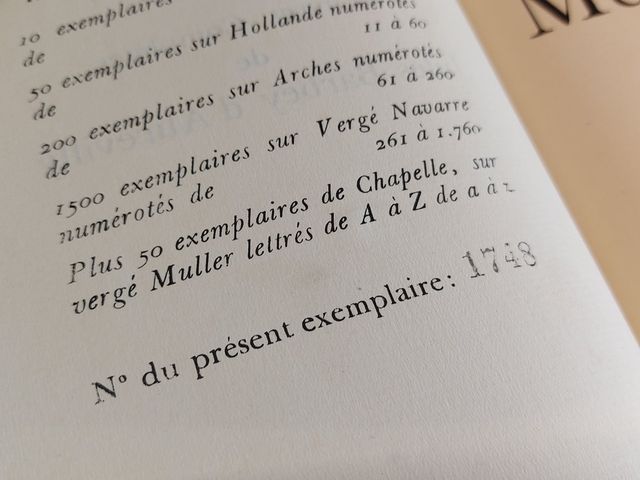 10 exemplaires
de
50 exemplaires sur Hollande numérotés
de 11 à 60
200 exemplaires sur Arches numérotés
de 61 à 260
1500 exemplaires sur Vergé Navarre
numérotés de 261 à 1.760
Plus 50 exemplaires de Chapelle, sur
vergé Muller lettrés de A à Z de a à z
N° du présent exemplaire: 1748